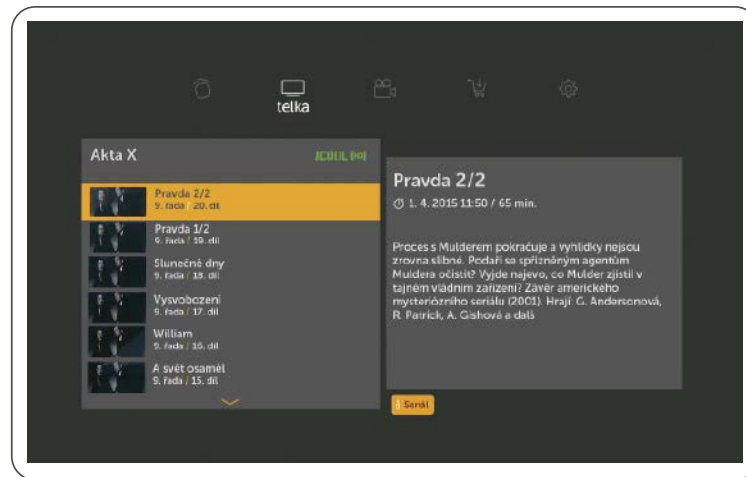 telka
Akta X
Pravda 2/2
9. řada / 20. díl
Pravda 1/2
9. řada / 19. díl
Slunečné dny
9. řada / 18. díl
Vysvobození
9. řada / 17. díl
William
9. řada / 16. díl
A svět osaměl
9. řada / 15. díl
Pravda 2/2
1. 4. 2015 11:50 / 65 min.
Proces s Mulderem pokračuje a vyhlídky nejsou
zrovna slibné. Podaří se spřízněným agentům
Muldera očistit? Vyjde najevo, co Mulder zjistil v
tajném vládním zařízení? Závěr amerického
mysteriózního seriálu (2001). Hrají: G. Andersonová,
R. Patrick, A. Gishová a další
Seriál